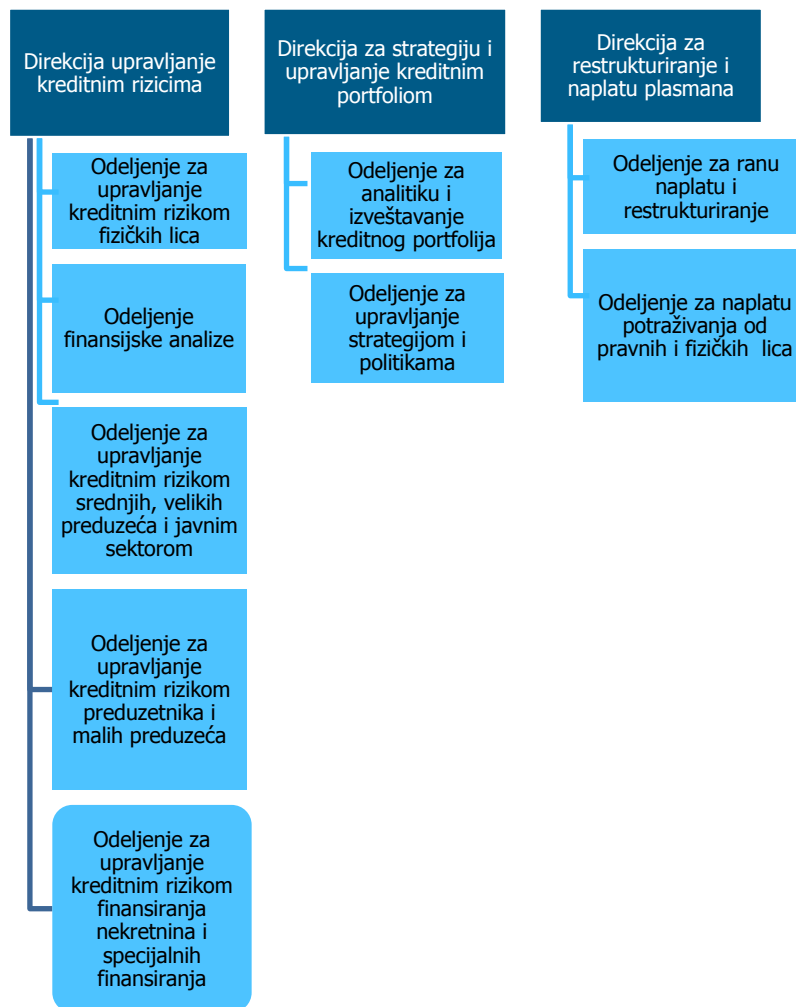 Direkcija upravljanje
kreditnim rizicima
Odeljenje za
upravljanje
kreditnim rizikom
fizičkih lica
Odeljenje
finansijske analize
Odeljenje za
upravljanje
kreditnim rizikom
srednjih, velikih
preduzeća i javnim
sektorom
Odeljenje za
upravljanje
kreditnim rizikom
preduzetnika i
malih preduzeća
Odeljenje za
upravljanje
kreditnim rizikom
finansiranja
nekretnina i
specijalnih
finansiranja
Direkcija za strategiju i
upravljanje kreditnim
portfoliom
Odeljenje za
analitiku i
izveštavanje
kreditnog portfolija
Odeljenje za
upravljanje
strategijom i
politikama
Direkcija za
restrukturiranje i
naplatu plasmana
Odeljenje za ranu
naplatu i
restrukturiranje
Odeljenje za naplatu
potraživanja od
pravnih i fizičkih  lica